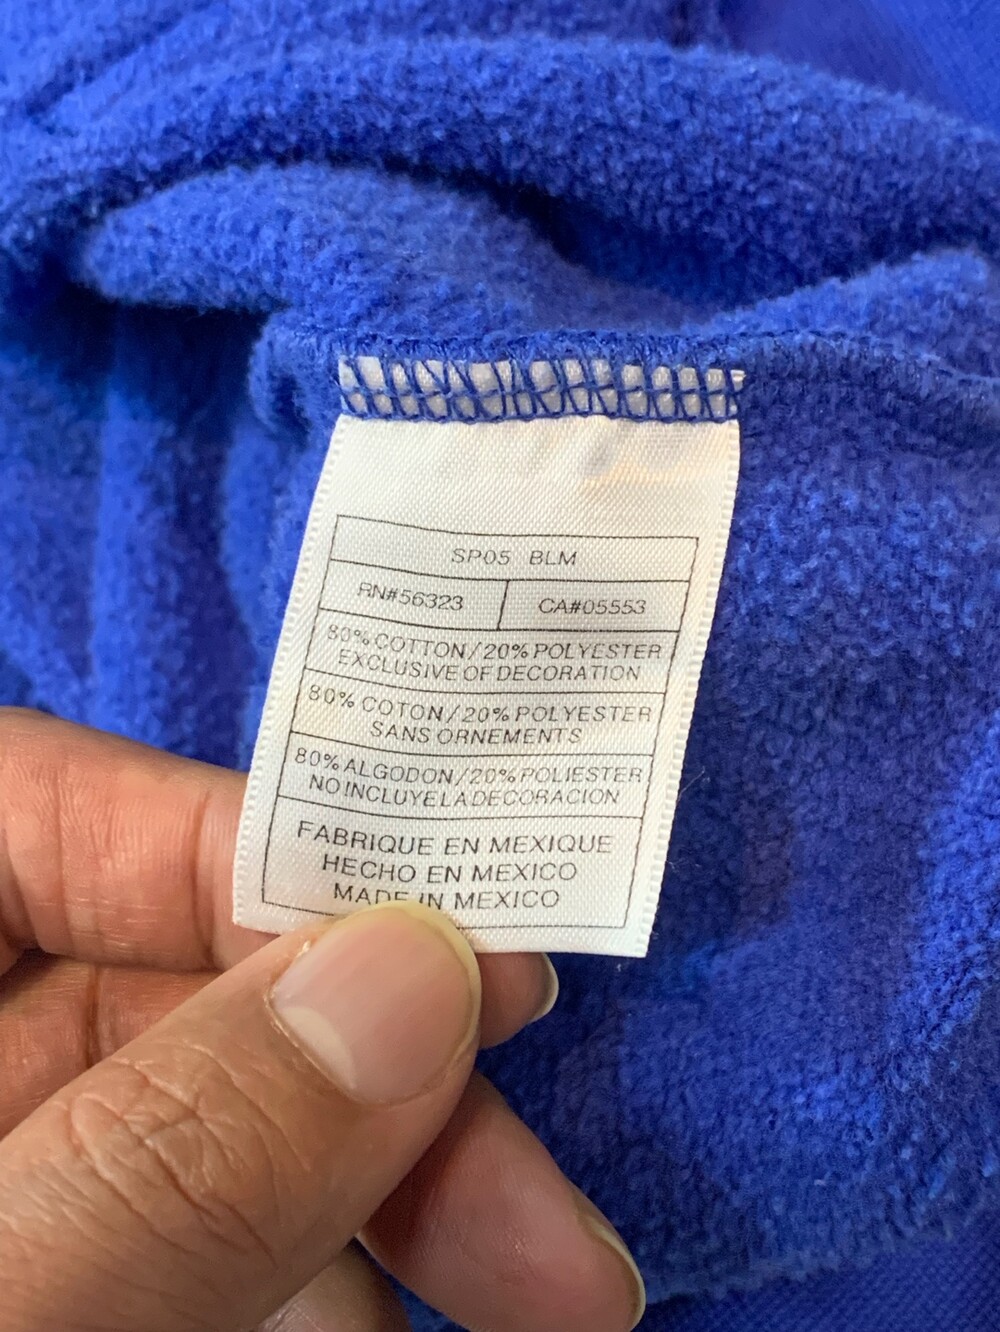 SP05 BLM
RN#56323 CA#05553
80% COTTON/20% POLYESTER
EXCLUSIVE OF DECORATION
80% COTON/20% POLYESTER
SANS ORNEMENTS
80% ALGODON/20% POLIESTER
NO INCLUYE LA DECORACION
FABRIQUE EN MEXIQUE
HECHO EN MEXICO
MADE IN MEXICO